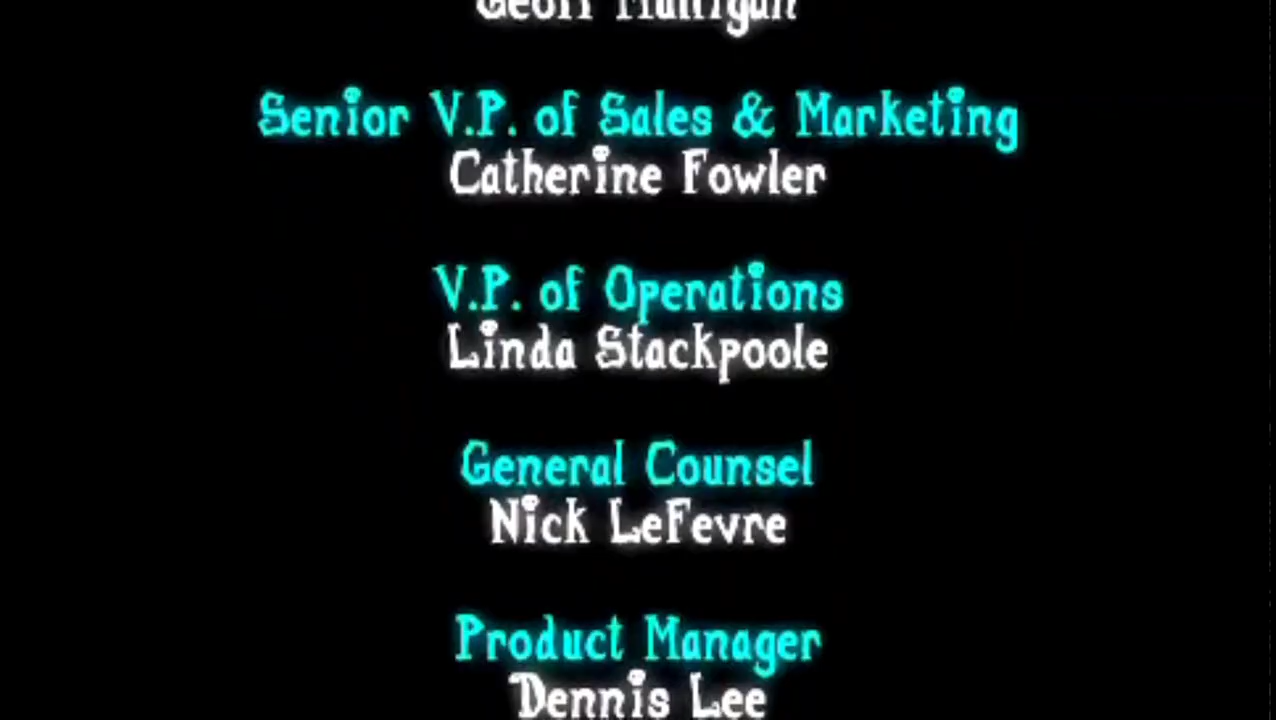 Geoff Mulligan
Senior V.P. of Sales & Marketing
Catherine Fowler
V.P. of Operations
Linda Stackpoole
General Counsel
Nick LeFevre
Product Manager
Dennis Lee